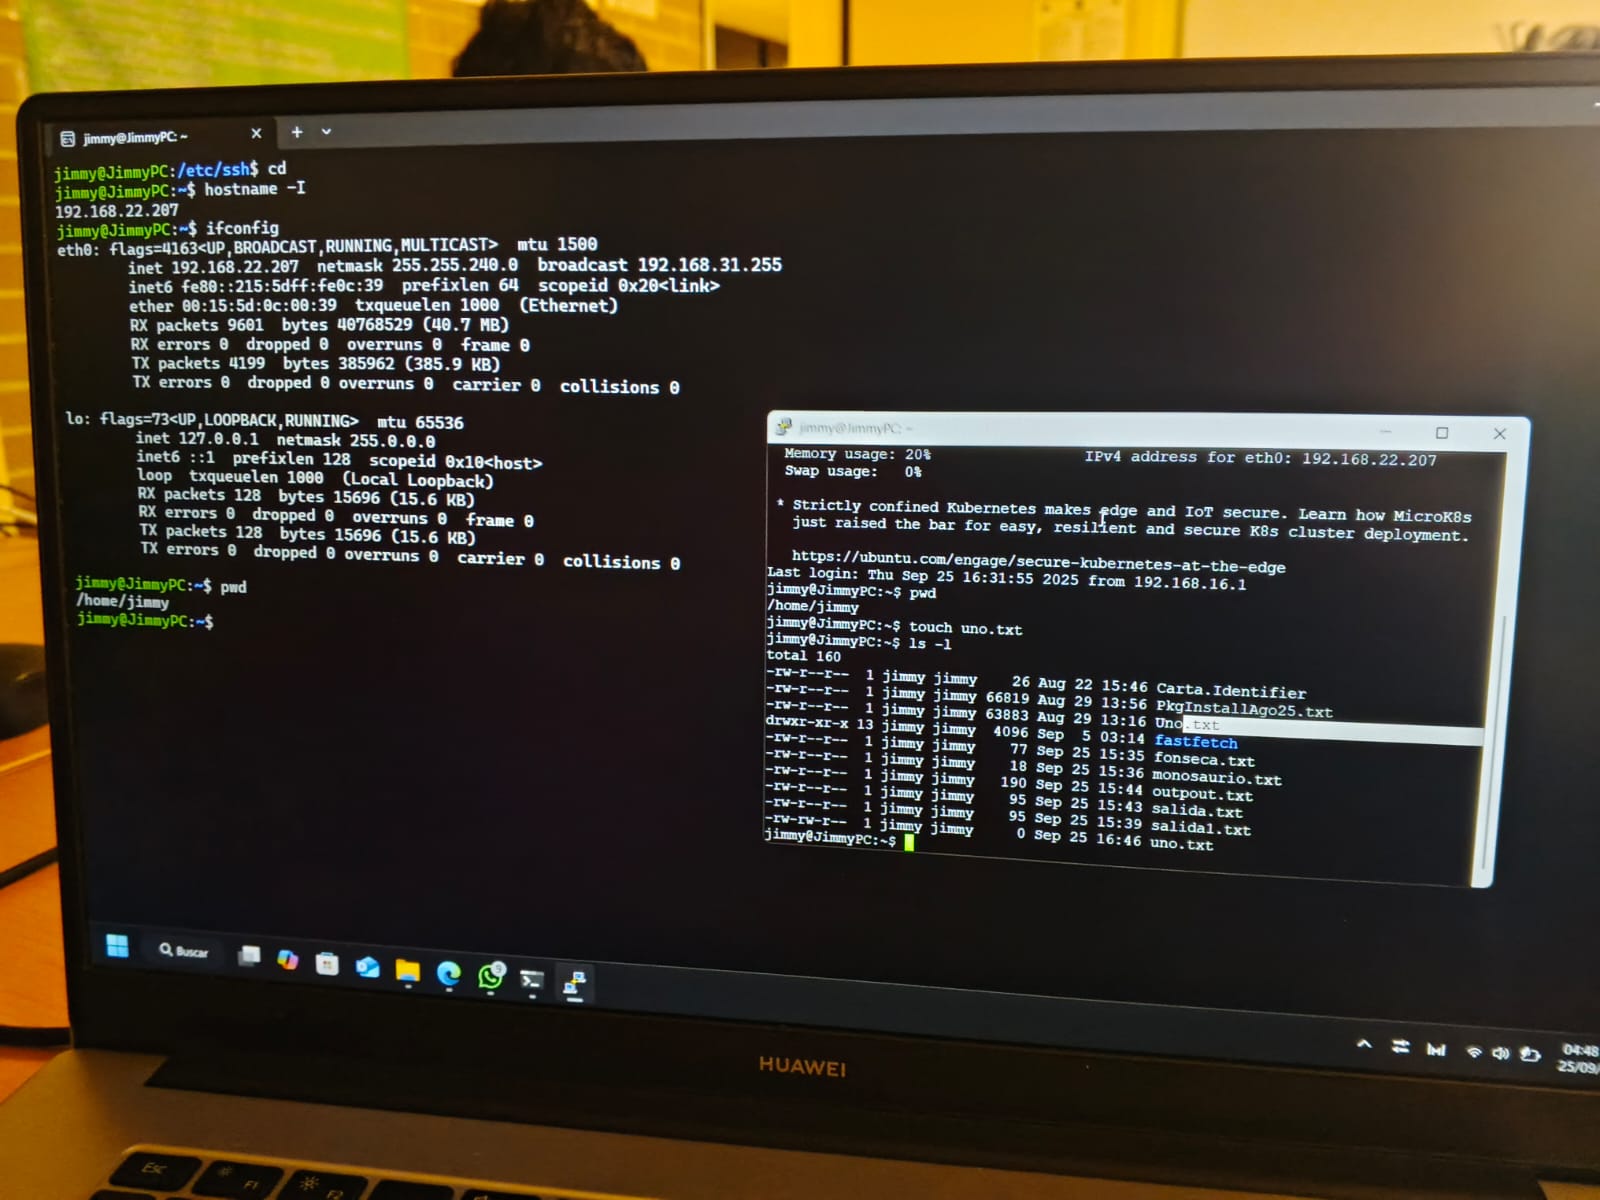 jimmy@JimmyPC: ~
jimmy@JimmyPC:/etc/ssh$ cd
jimmy@JimmyPC:~$ hostname -I
192.168.22.207
jimmy@JimmyPC:~$ ifconfig
eth0: flags=4163<UP,BROADCAST,RUNNING,MULTICAST>  mtu 1500
inet 192.168.22.207  netmask 255.255.240.0  broadcast 192.168.31.255
inet6 fe80::215:5dff:fe0c:39  prefixlen 64  scopeid 0x20<link>
ether 00:15:5d:0c:00:39  txqueuelen 1000  (Ethernet)
RX packets 9601  bytes 40768529 (40.7 MB)
RX errors 0  dropped 0  overruns 0  frame 0
TX packets 4199  bytes 385962 (385.9 KB)
TX errors 0  dropped 0 overruns 0  carrier 0  collisions 0
lo: flags=73<UP,LOOPBACK,RUNNING>  mtu 65536
inet 127.0.0.1  netmask 255.0.0.0
inet6 ::1  prefixlen 128  scopeid 0x10<host>
loop  txqueuelen 1000  (Local Loopback)
RX packets 128  bytes 15696 (15.6 KB)
RX errors 0  dropped 0  overruns 0  frame 0
TX packets 128  bytes 15696 (15.6 KB)
TX errors 0  dropped 0 overruns 0  carrier 0  collisions 0
jimmy@JimmyPC:~$ pwd
/home/jimmy
jimmy@JimmyPC:~$
jimmy@JimmyPC: ~
Memory usage: 20%  IPv4 address for eth0: 192.168.22.207
Swap usage:   0%
* Strictly confined Kubernetes makes edge and IoT secure. Learn how MicroK8s
just raised the bar for easy, resilient and secure K8s cluster deployment.
https://ubuntu.com/engage/secure-kubernetes-at-the-edge
Last login: Thu Sep 25 16:31:55 2025 from 192.168.16.1
jimmy@JimmyPC:~$ pwd
/home/jimmy
jimmy@JimmyPC:~$ touch uno.txt
jimmy@JimmyPC:~$ ls -l
total 160
-rw-r--r--  1 jimmy jimmy    26 Aug 22 15:46 Carta.Identifier
-rw-r--r--  1 jimmy jimmy 66819 Aug 29 13:56 PkgInstallAgo25.txt
-rw-r--r--  1 jimmy jimmy 63883 Aug 29 13:16 Uno.txt
drwxr-xr-x 13 jimmy jimmy  4096 Sep  5 03:14 fastfetch
-rw-r--r--  1 jimmy jimmy    77 Sep 25 15:35 fonseca.txt
-rw-r--r--  1 jimmy jimmy    18 Sep 25 15:36 monosaurio.txt
-rw-r--r--  1 jimmy jimmy   190 Sep 25 15:44 outpout.txt
-rw-r--r--  1 jimmy jimmy    95 Sep 25 15:43 salida.txt
-rw-r--r--  1 jimmy jimmy    95 Sep 25 15:39 salida1.txt
-rw-rw-r--  1 jimmy jimmy     0 Sep 25 16:46 uno.txt
jimmy@JimmyPC:~$
Buscar
9
04:48
25/09/
HUAWEI
Esc
F1
F2